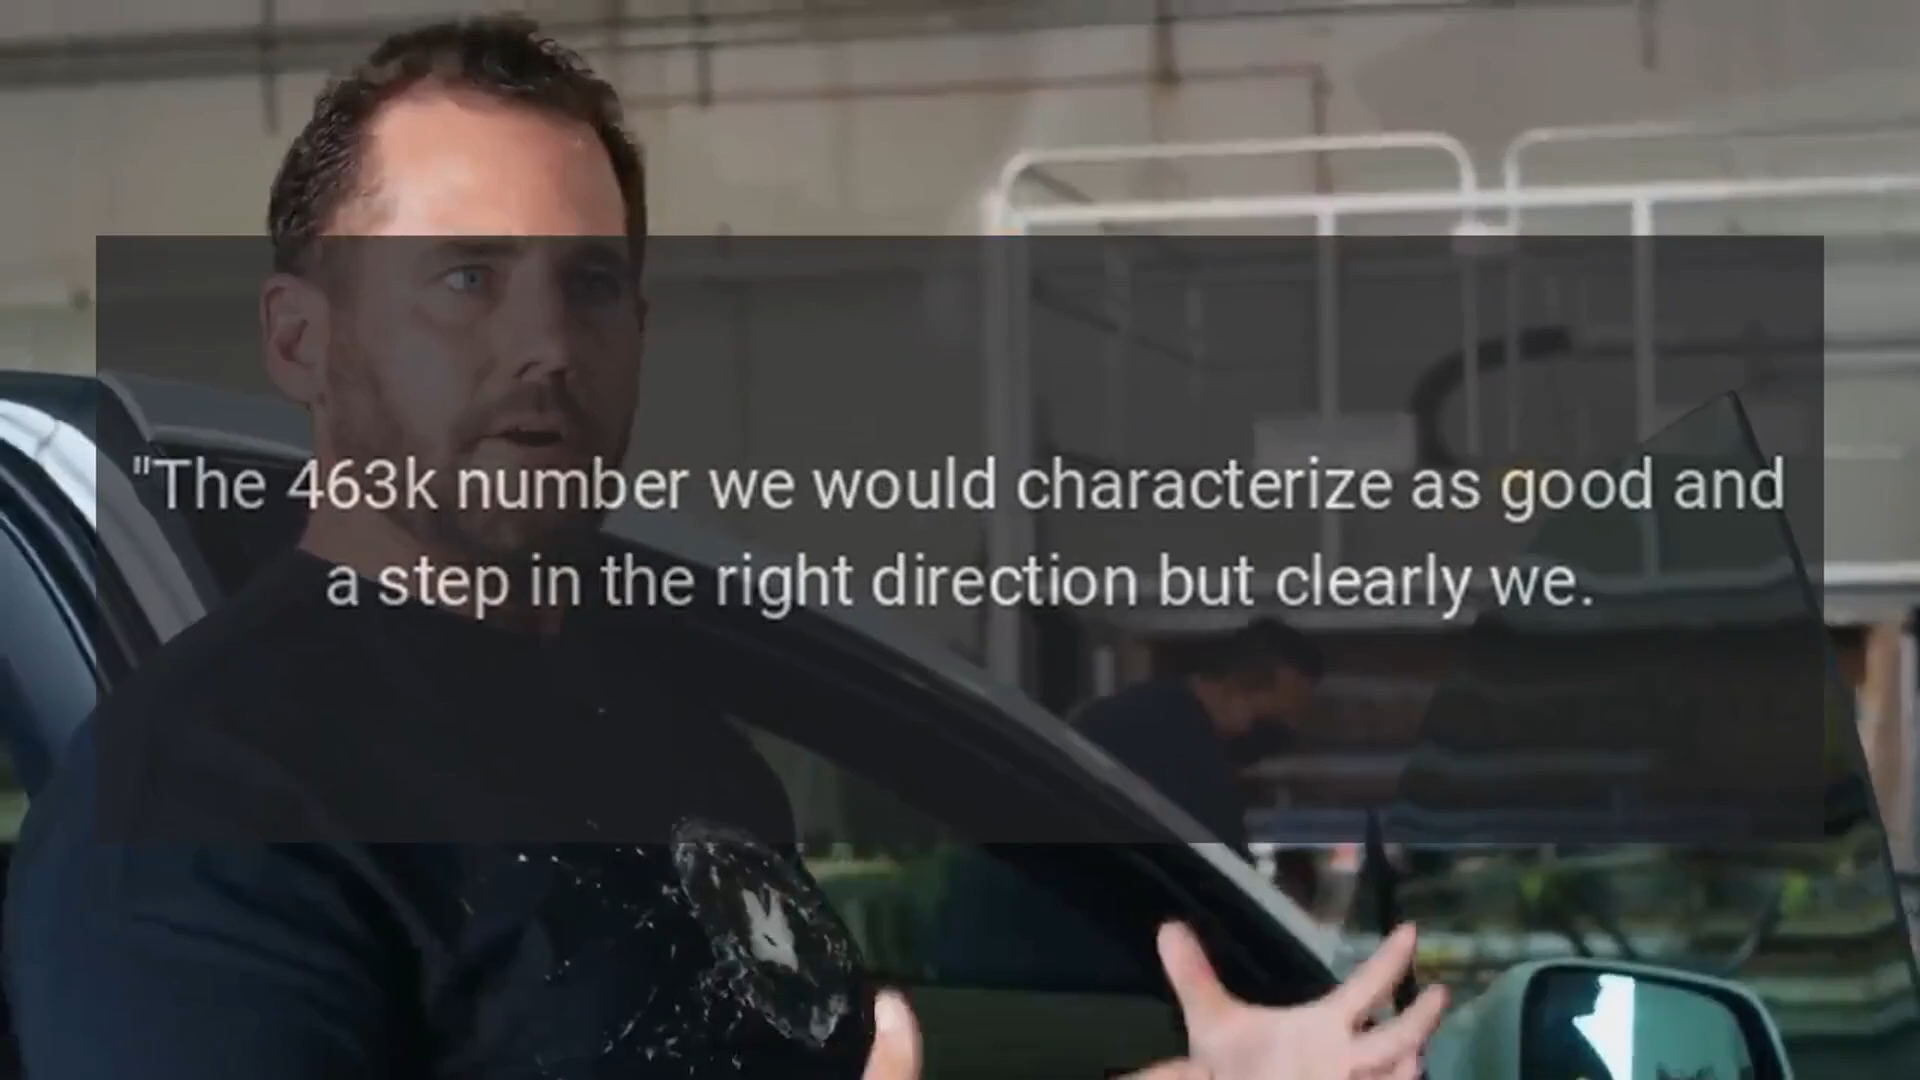 "The 463k number we would characterize as good and
a step in the right direction but clearly we.